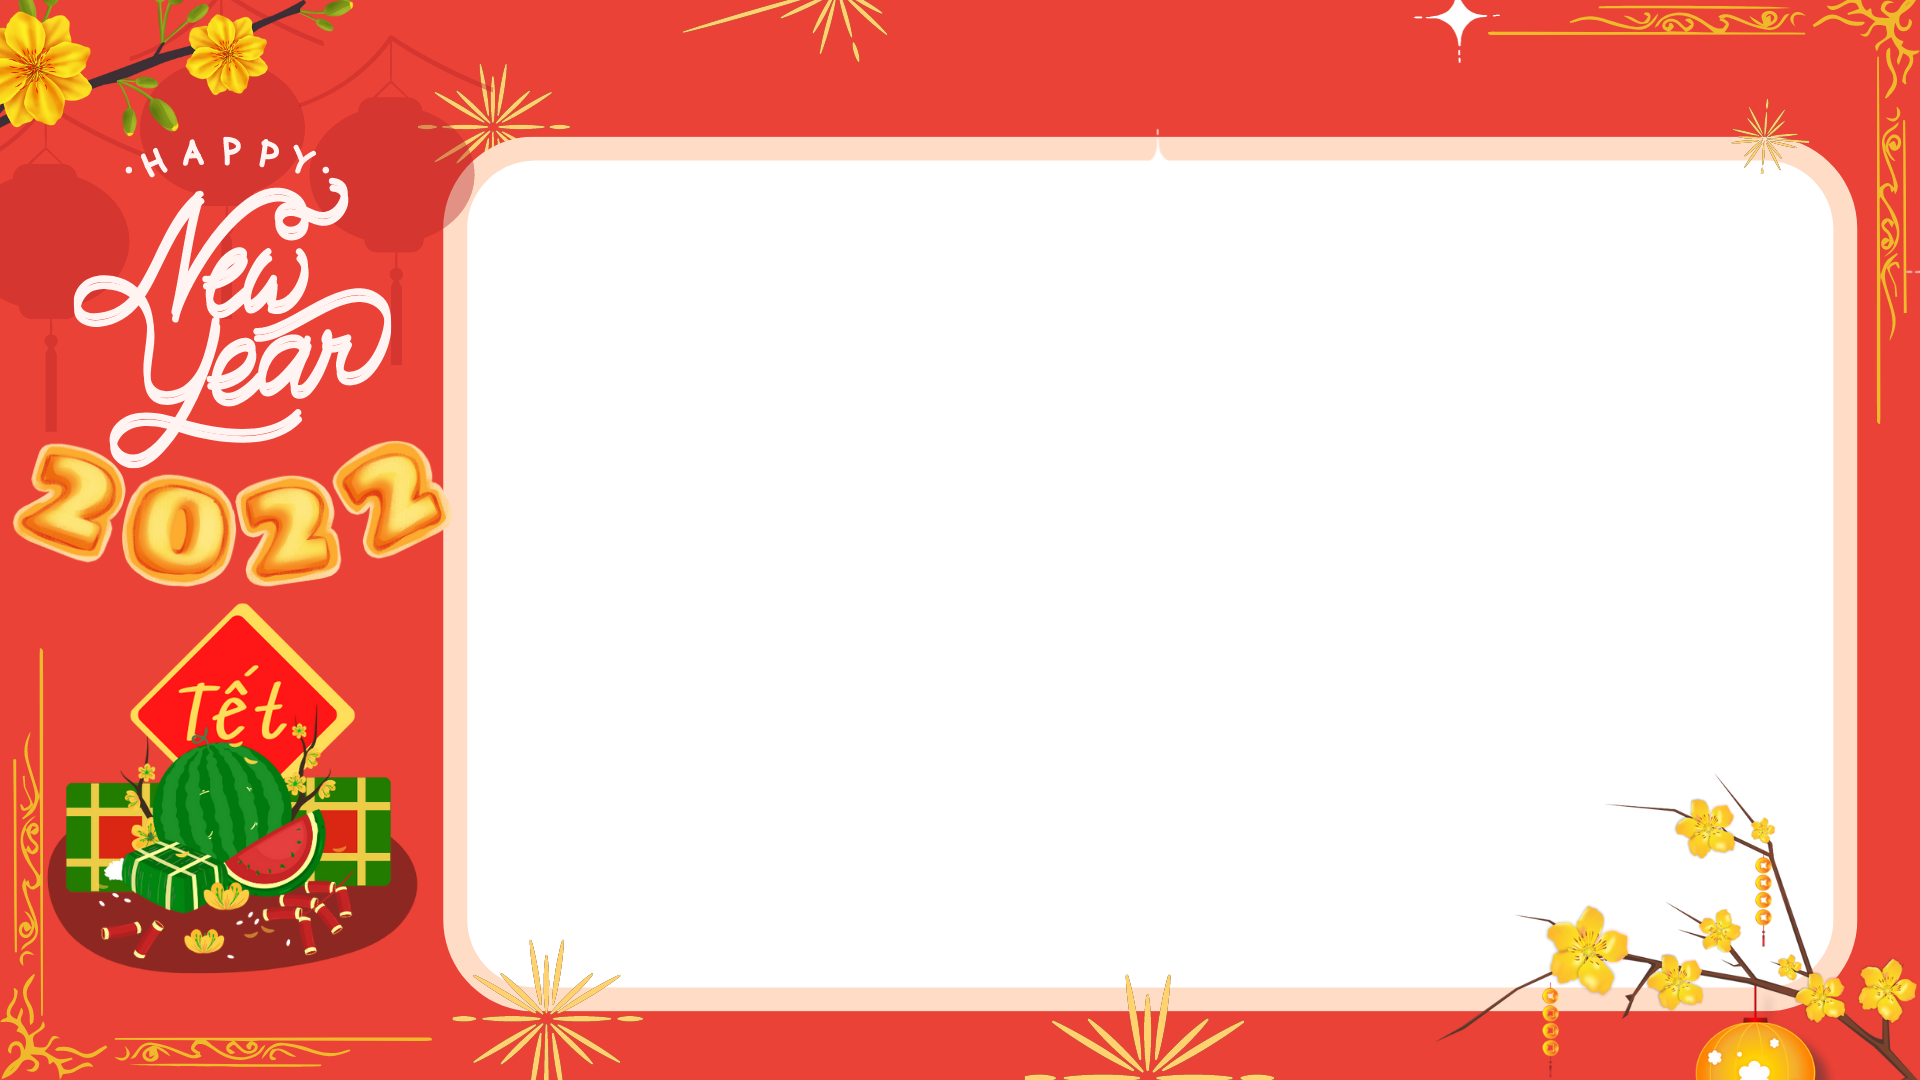 · HAPPY ·
New
Year
2022
Tết